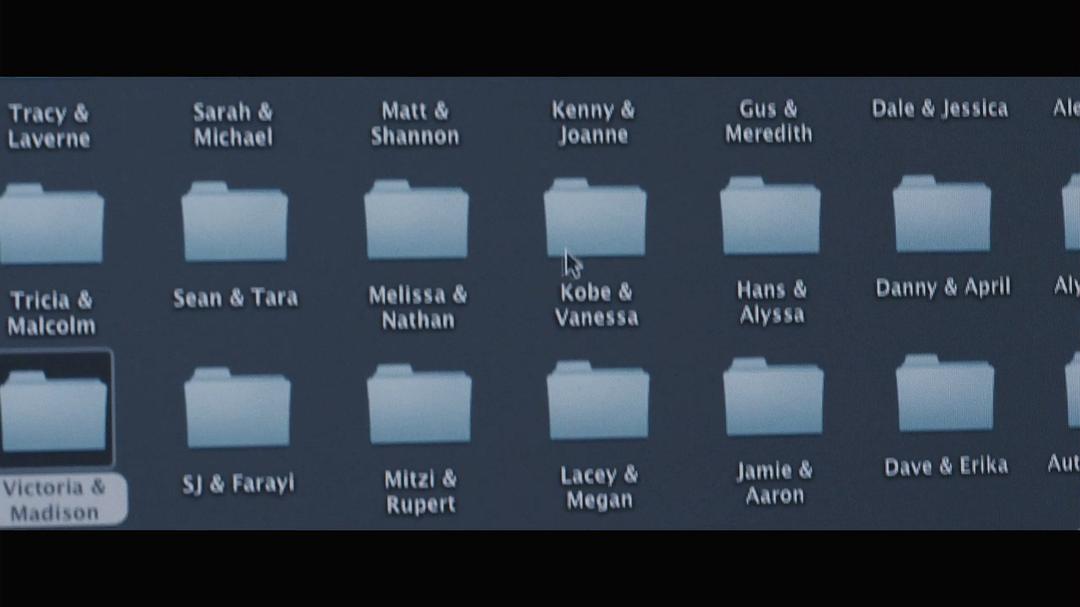 Tracy &
Laverne
Sarah &
Michael
Matt &
Shannon
Kenny &
Joanne
Gus &
Meredith
Dale & Jessica
Tricia &
Malcolm
Sean & Tara
Melissa &
Nathan
Kobe &
Vanessa
Hans &
Alyssa
Danny & April
Victoria &
Madison
SJ & Farayi
Mitzi &
Rupert
Lacey &
Megan
Jamie &
Aaron
Dave & Erika